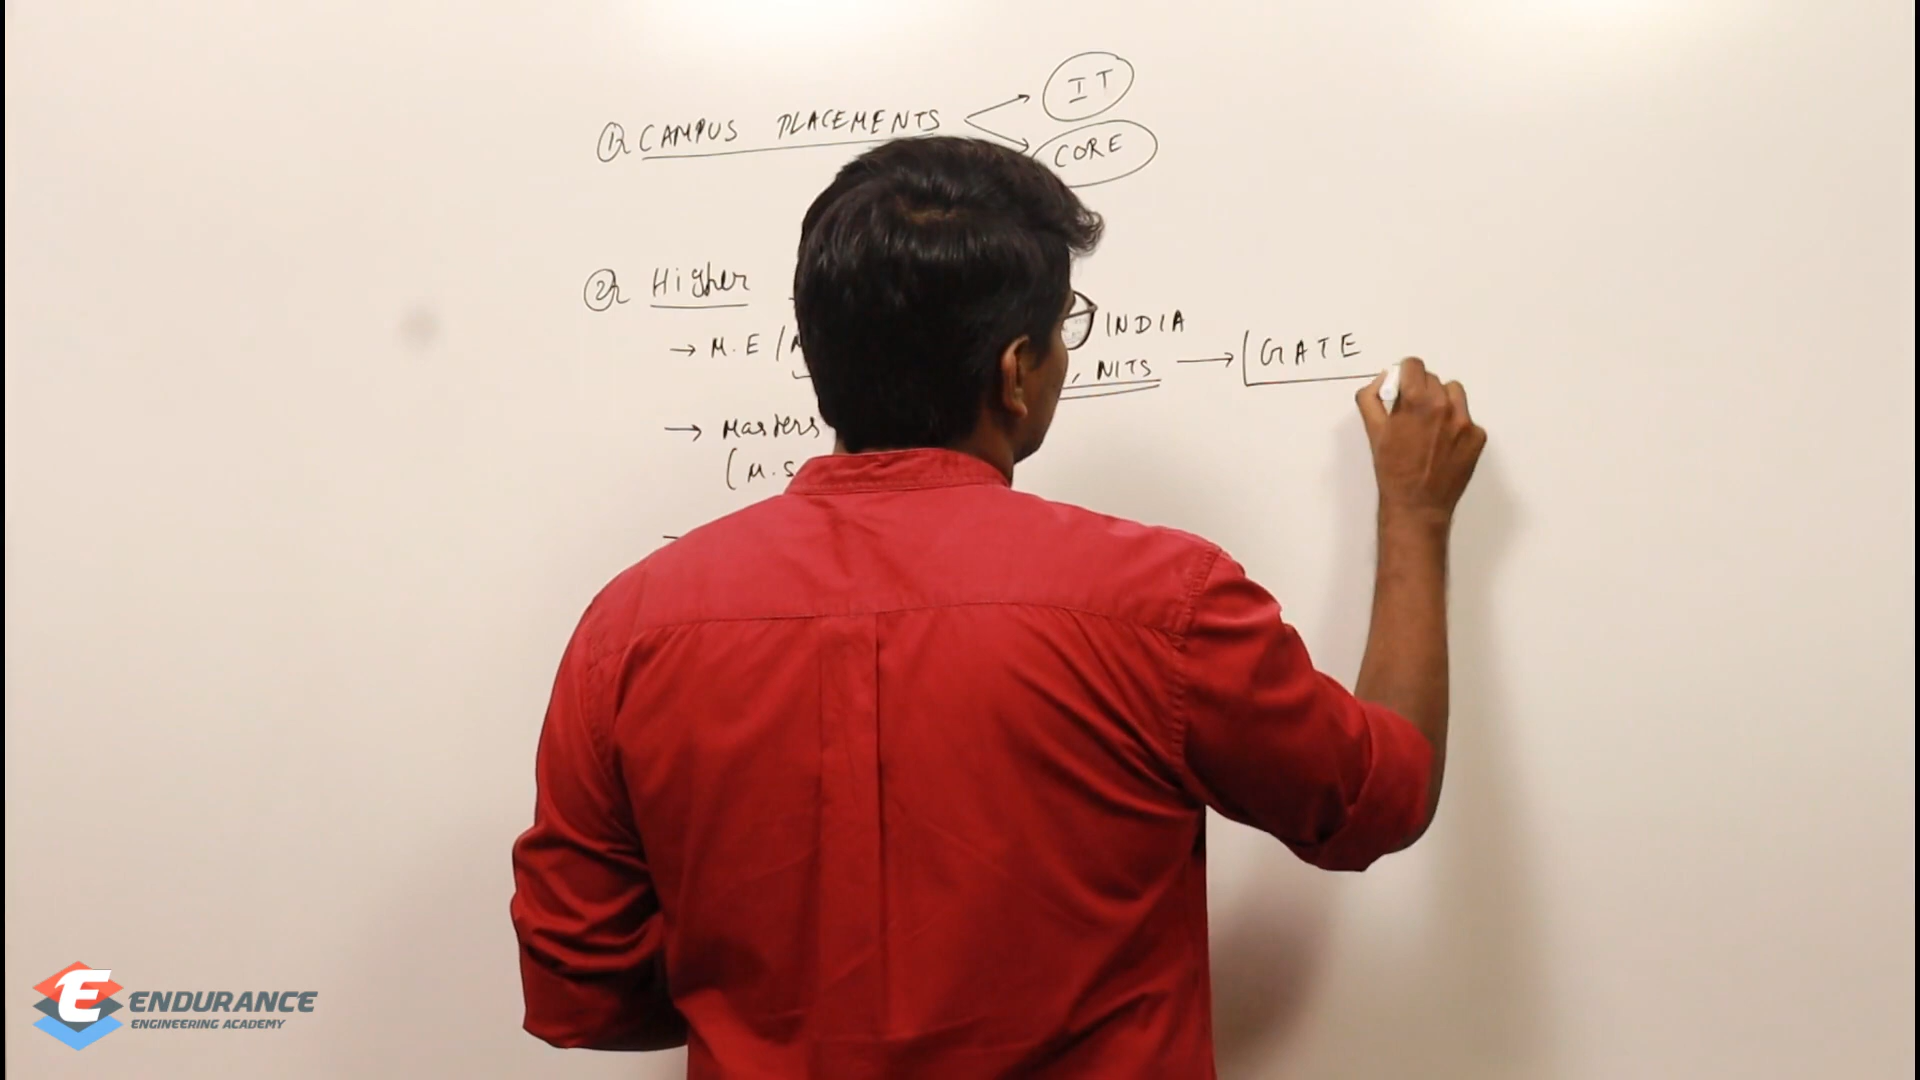 1) CAMPUS PLACEMENTS
IT
CORE
2) Higher
→ M.E /
INDIA
, NITS → GATE
→ Masters
(M.S
E ENDURANCE
ENGINEERING ACADEMY